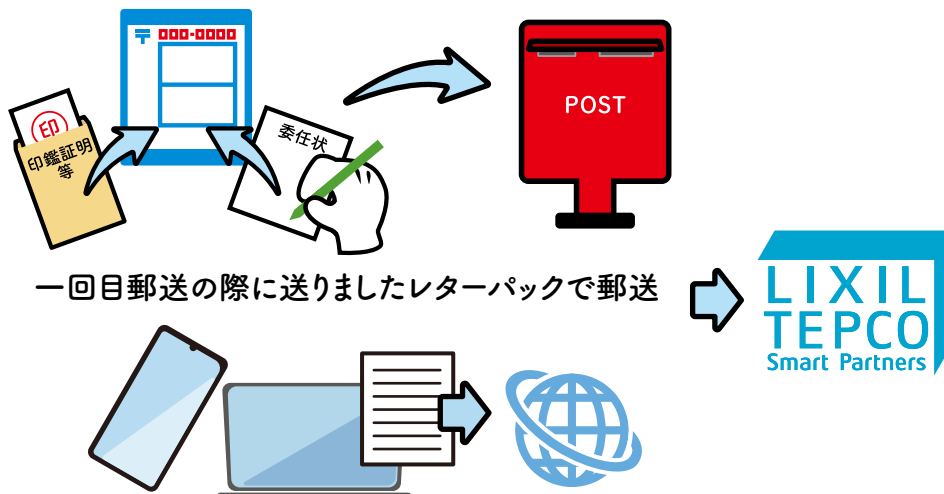 〒 000-0000
印
印鑑証明
等
委任状
POST
一回目郵送の際に送りましたレターパックで郵送
LIXIL
TEPCO
Smart Partners